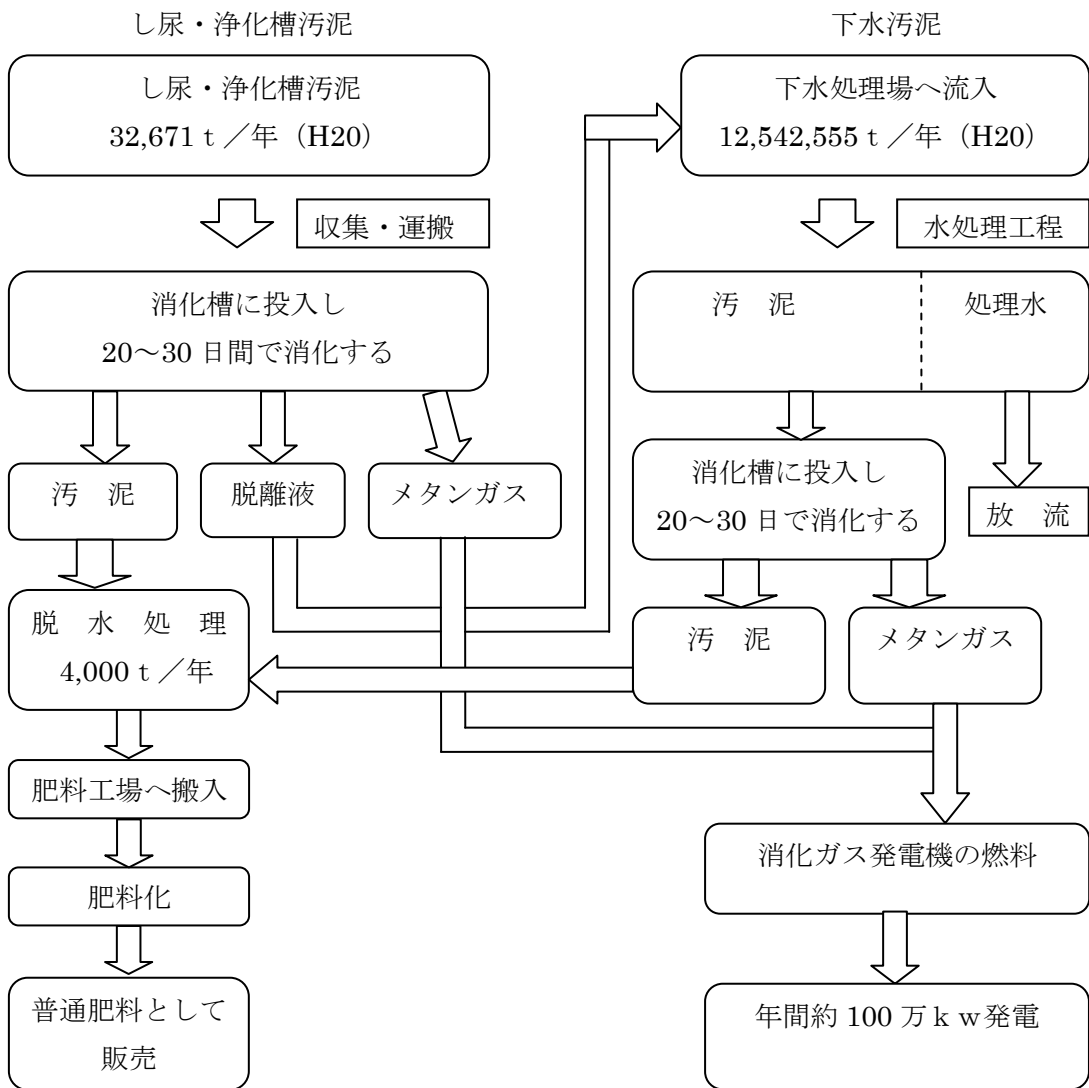 し尿・浄化槽汚泥
下水汚泥
し尿・浄化槽汚泥
32,671ｔ／年（H20）
下水処理場へ流入
12,542,555ｔ／年（H20）
収集・運搬
水処理工程
消化槽に投入し
20～30日間で消化する
汚　泥
処理水
汚　泥
脱離液
メタンガス
消化槽に投入し
20～30日で消化する
放　流
脱　水　処　理
4,000ｔ／年
汚　泥
メタンガス
肥料工場へ搬入
消化ガス発電機の燃料
肥料化
普通肥料として
販売
年間約100万ｋｗ発電